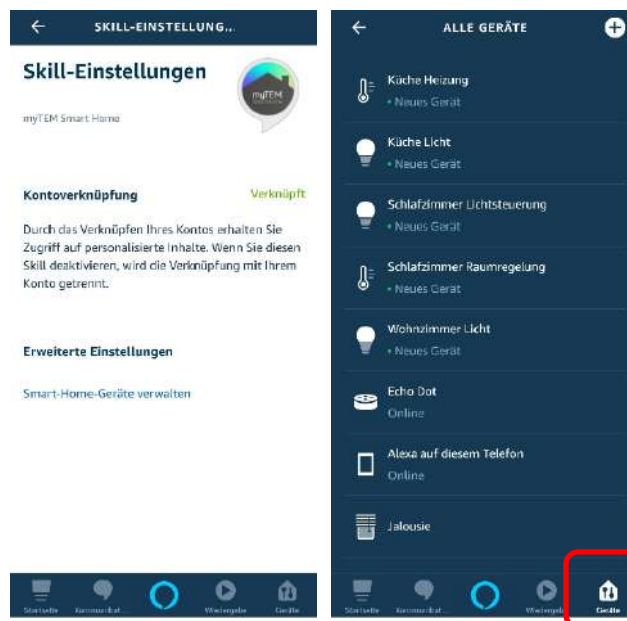 SKILL-EINSTELLUNG...
Skill-Einstellungen
myTEM
myTEM Smart Home
Kontoverknüpfung
Verknüpft
Durch das Verknüpfen Ihres Kontos erhalten Sie
Zugriff auf personalisierte Inhalte. Wenn Sie diesen
Skill deaktivieren, wird die Verknüpfung mit Ihrem
Konto getrennt.
Erweiterte Einstellungen
Smart-Home-Geräte verwalten
Startseite
Kommunikat...
Wiedergabe
Geräte
ALLE GERÄTE
Küche Heizung
• Neues Gerät
Küche Licht
• Neues Gerät
Schlafzimmer Lichtsteuerung
• Neues Gerät
Schlafzimmer Raumregelung
• Neues Gerät
Wohnzimmer Licht
• Neues Gerät
Echo Dot
Online
Alexa auf diesem Telefon
Online
Jalousie
Startseite
Kommunikat...
Wiedergabe
Geräte